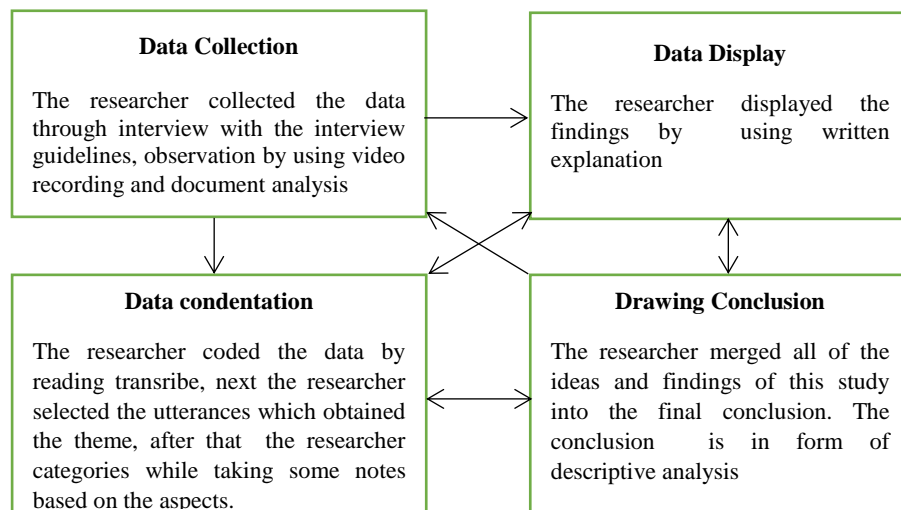 Data Collection
The researcher collected the data
through interview with the interview
guidelines, observation by using video
recording and document analysis
Data Display
The researcher displayed the
findings by using written
explanation
Data condentation
The researcher coded the data by
reading transribe, next the researcher
selected the utterances which obtained
the theme, after that the researcher
categories while taking some notes
based on the aspects.
Drawing Conclusion
The researcher merged all of the
ideas and findings of this study
into the final conclusion. The
conclusion is in form of
descriptive analysis